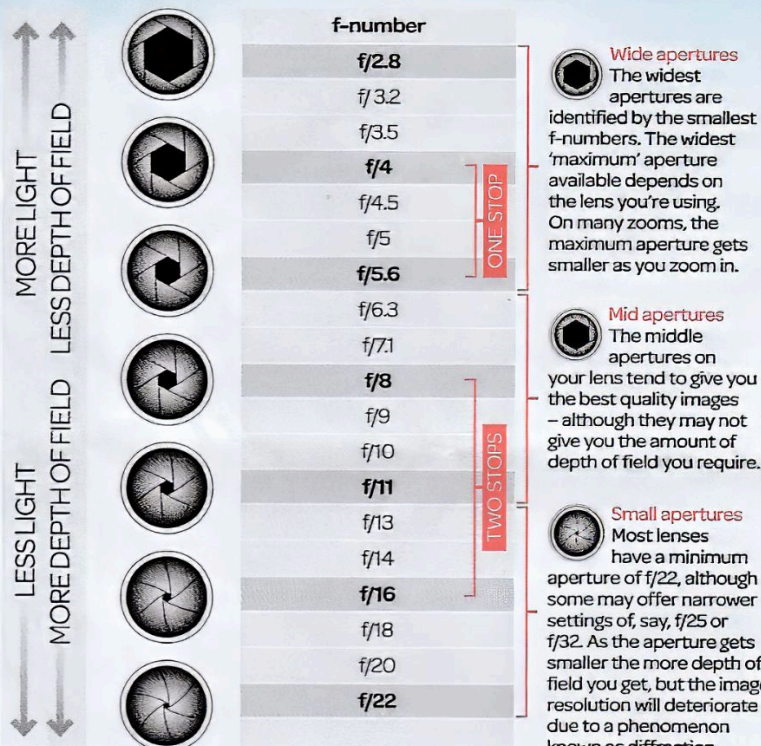 MORE LIGHT
LESS DEPTH OF FIELD
LESS LIGHT
MORE DEPTH OF FIELD
f-number
f/2.8
f/3.2
f/3.5
f/4
f/4.5
f/5
f/5.6
f/6.3
f/7.1
f/8
f/9
f/10
f/11
f/13
f/14
f/16
f/18
f/20
f/22
ONE STOP
TWO STOPS
Wide apertures
The widest
apertures are
identified by the smallest
f-numbers. The widest
‘maximum’ aperture
available depends on
the lens you’re using.
On many zooms, the
maximum aperture gets
smaller as you zoom in.
Mid apertures
The middle
apertures on
your lens tend to give you
the best quality images
– although they may not
give you the amount of
depth of field you require.
Small apertures
Most lenses
have a minimum
aperture of f/22, although
some may offer narrower
settings of, say, f/25 or
f/32. As the aperture gets
smaller the more depth of
field you get, but the image
resolution will deteriorate
due to a phenomenon
known as diffraction